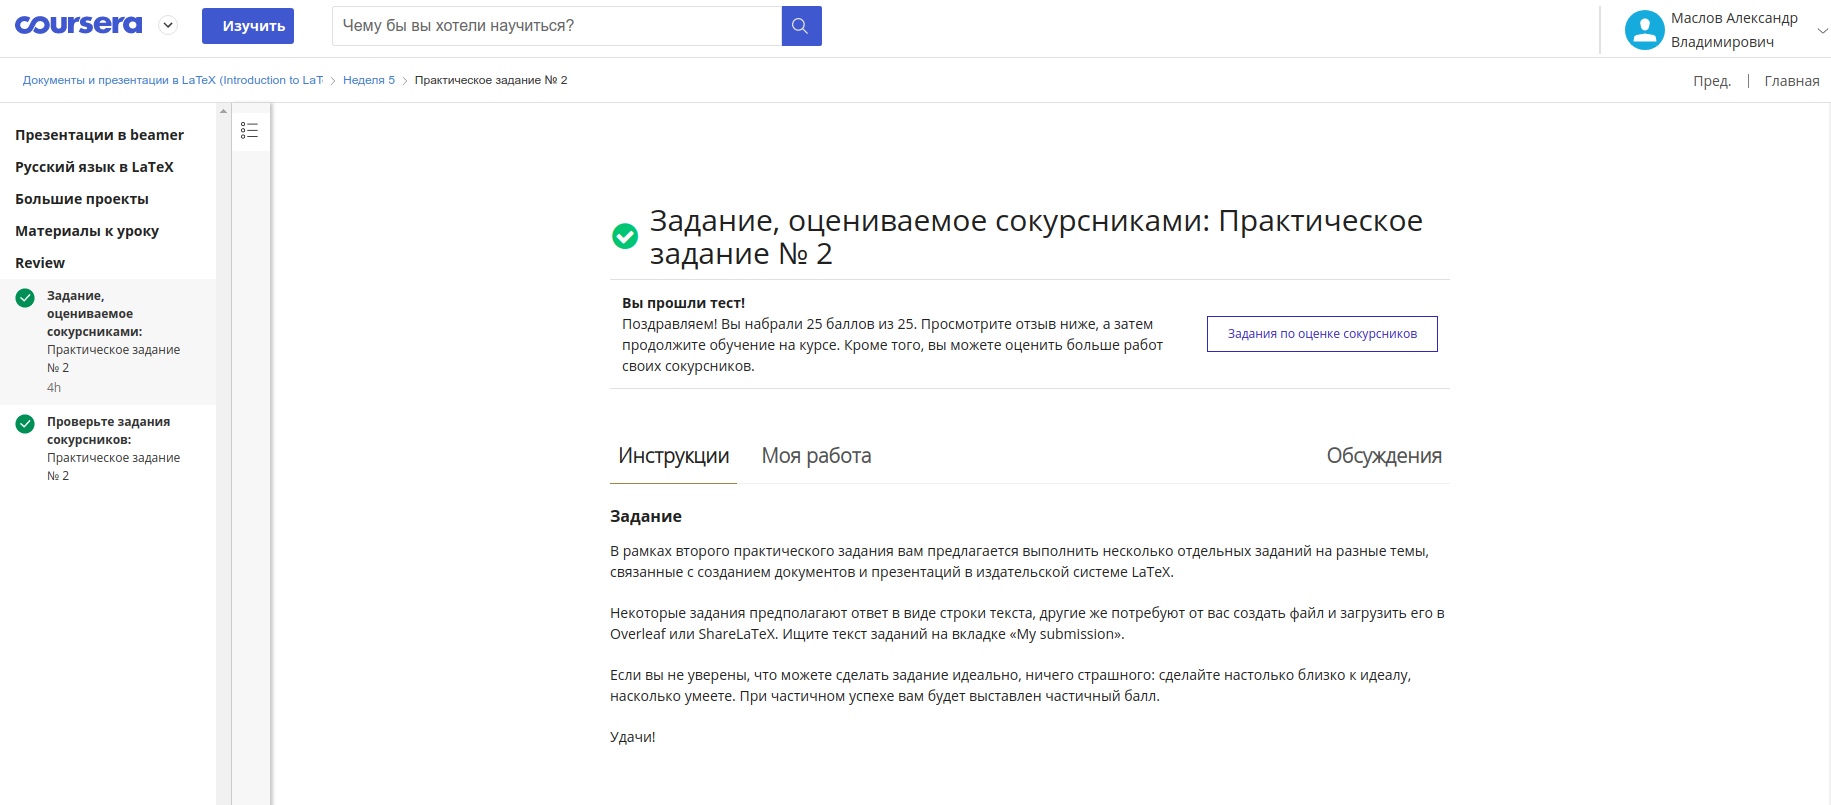 coursera
Изучить
Чему бы вы хотели научиться?
Маслов Александр
Владимирович
Документы и презентации в LaTeX (Introduction to LaT
Неделя 5
Практическое задание № 2
Пред.
Главная
Презентации в beamer
Русский язык в LaTeX
Большие проекты
Материалы к уроку
Review
Задание,
оцениваемое
сокурсниками:
Практическое задание
№ 2
4h
Проверьте задания
сокурсников:
Практическое задание
№ 2
Задание, оцениваемое сокурсниками: Практическое
задание № 2
Вы прошли тест!
Поздравляем! Вы набрали 25 баллов из 25. Просмотрите отзыв ниже, а затем
продолжите обучение на курсе. Кроме того, вы можете оценить больше работ
своих сокурсников.
Задания по оценке сокурсников
Инструкции
Моя работа
Обсуждения
Задание
В рамках второго практического задания вам предлагается выполнить несколько отдельных заданий на разные темы,
связанные с созданием документов и презентаций в издательской системе LaTeX.
Некоторые задания предполагают ответ в виде строки текста, другие же потребуют от вас создать файл и загрузить его в
Overleaf или ShareLaTeX. Ищите текст заданий на вкладке «My submission».
Если вы не уверены, что можете сделать задание идеально, ничего страшного: сделайте настолько близко к идеалу,
насколько умеете. При частичном успехе вам будет выставлен частичный балл.
Удачи!